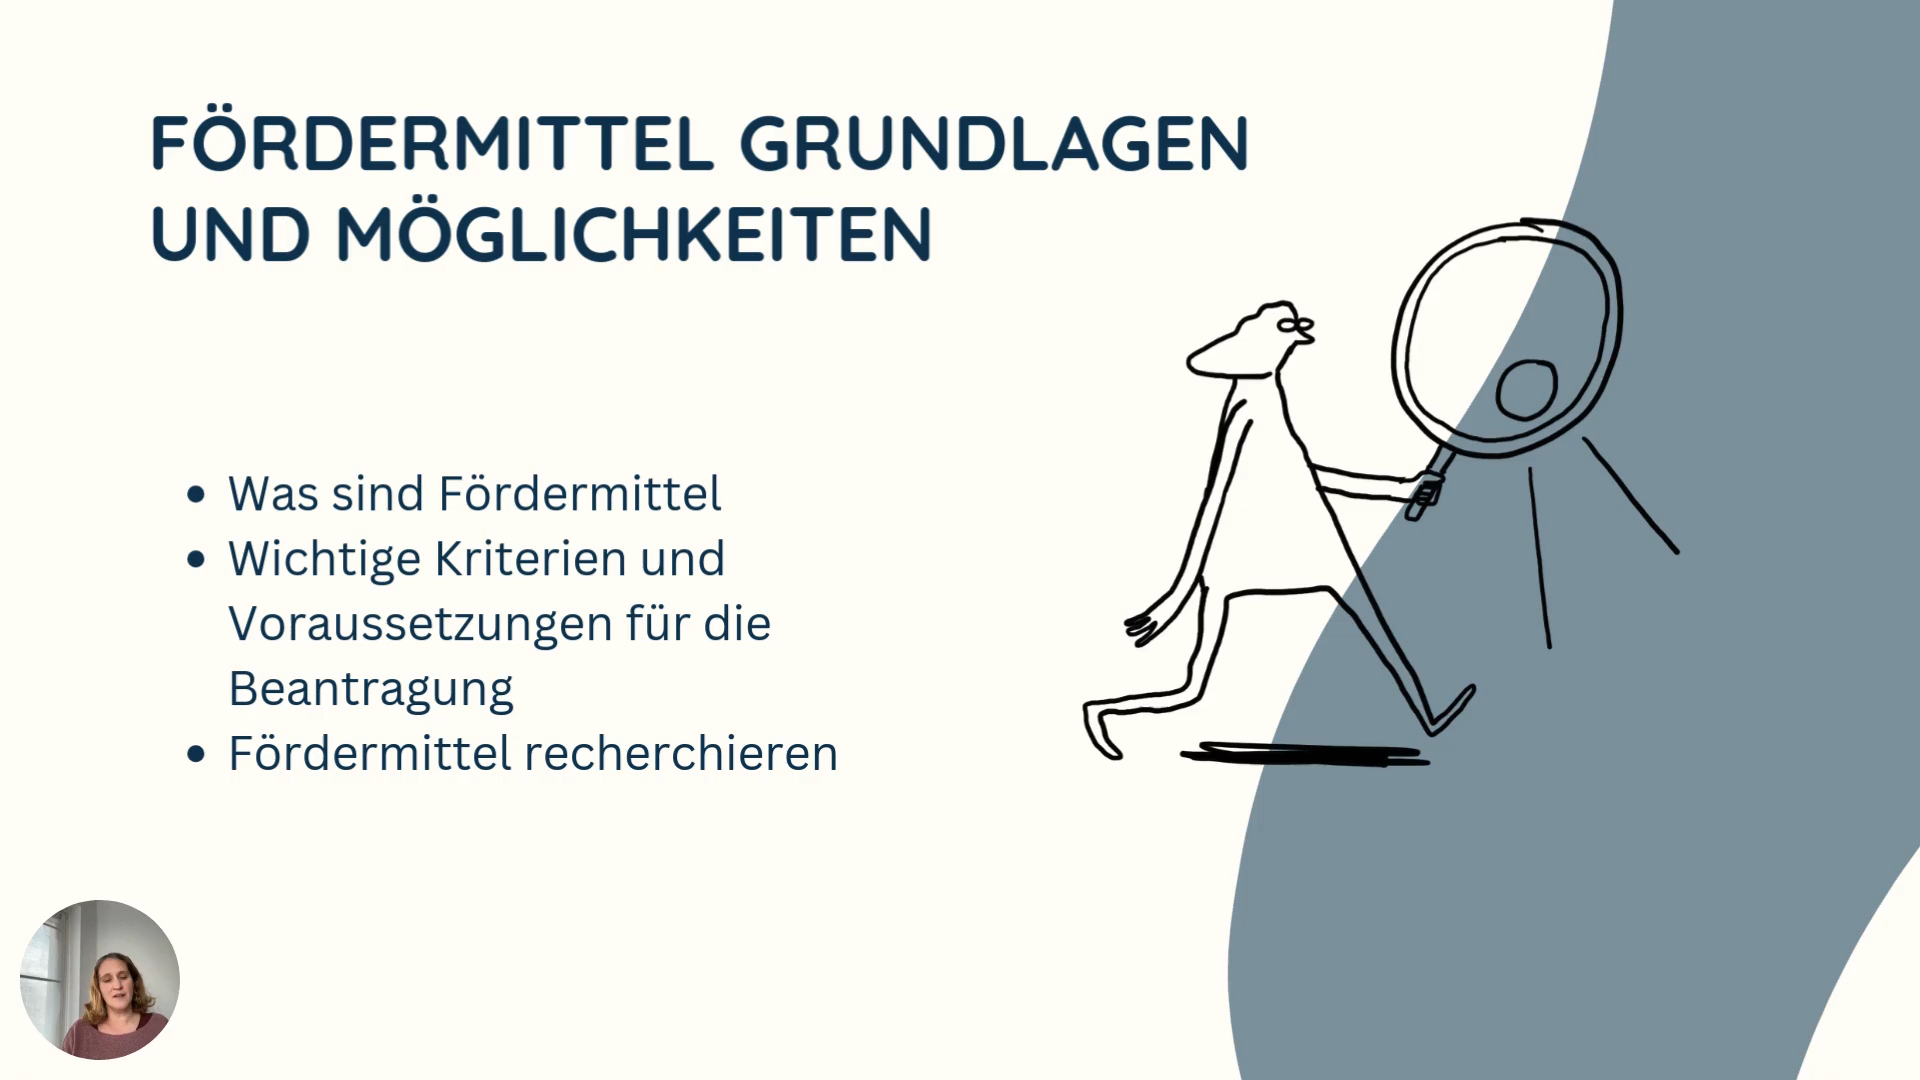 FÖRDERMITTEL GRUNDLAGEN
UND MÖGLICHKEITEN
• Was sind Fördermittel
• Wichtige Kriterien und
Voraussetzungen für die
Beantragung
• Fördermittel recherchieren